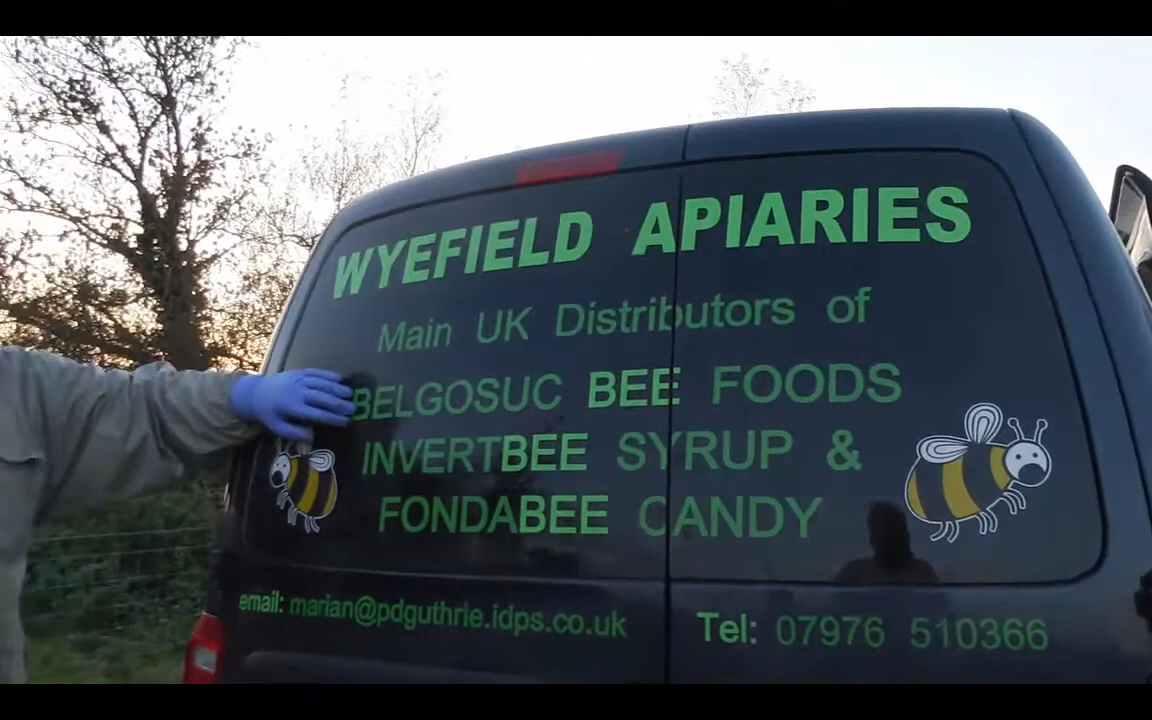 WYEFIELD APIARIES
Main UK Distributors of
BELGOSUC BEE FOODS
INVERTBEE SYRUP &
FONDABEE CANDY
email: marian@pdguthrie.idps.co.uk
Tel: 07976 510366